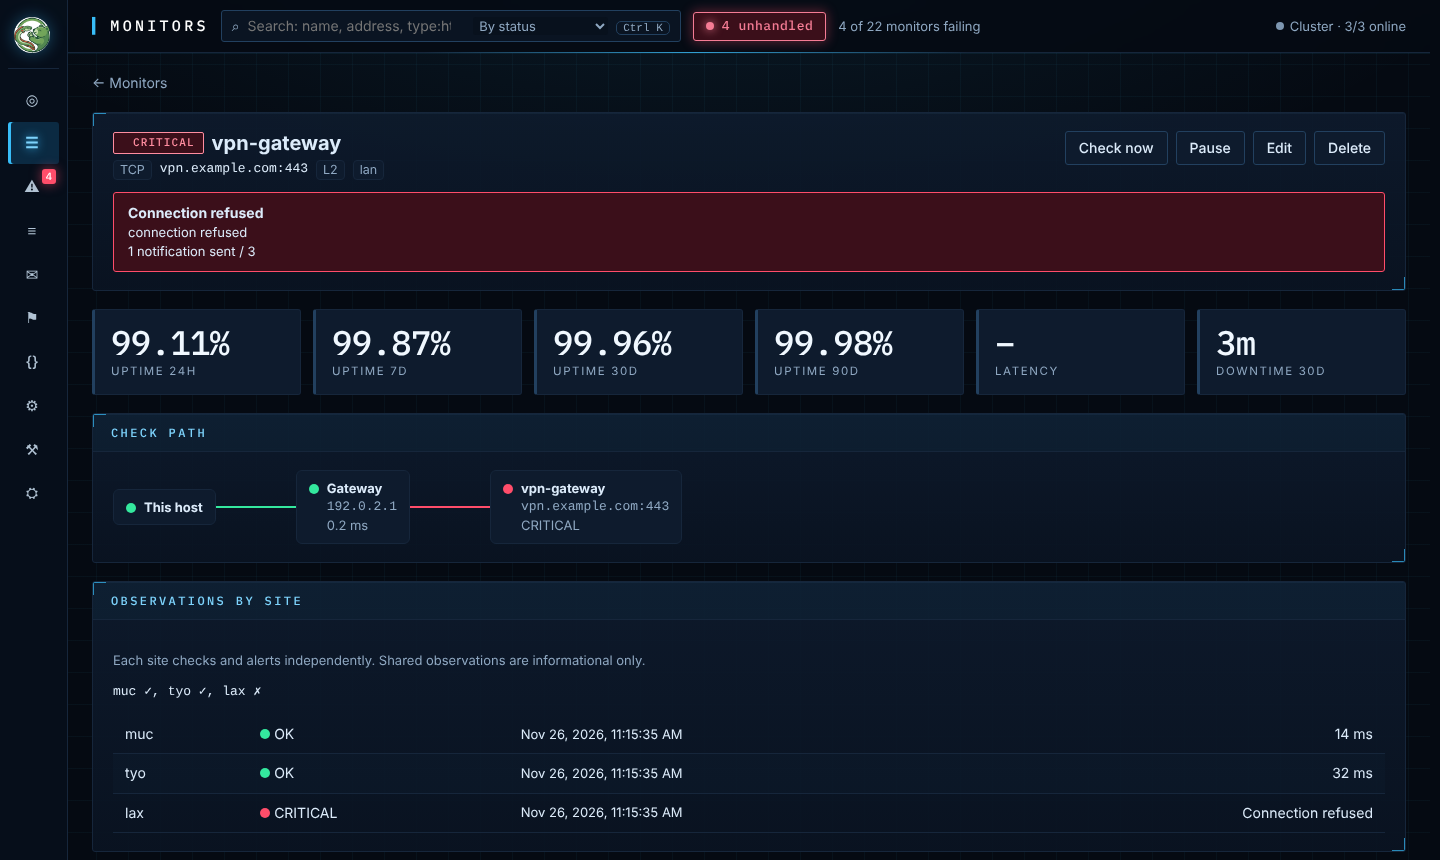 MONITORS
Search: name, address, type:ht
By status
Ctrl K
4 unhandled
4 of 22 monitors failing
Cluster · 3/3 online
4
← Monitors
CRITICAL
vpn-gateway
Check now
Pause
Edit
Delete
TCP
vpn.example.com:443
L2
lan
Connection refused
connection refused
1 notification sent / 3
99.11%
UPTIME 24H
99.87%
UPTIME 7D
99.96%
UPTIME 30D
99.98%
UPTIME 90D
–
LATENCY
3m
DOWNTIME 30D
CHECK PATH
This host
Gateway
192.0.2.1
0.2 ms
vpn-gateway
vpn.example.com:443
CRITICAL
OBSERVATIONS BY SITE
Each site checks and alerts independently. Shared observations are informational only.
muc ✓, tyo ✓, lax ✗
muc OK Nov 26, 2026, 11:15:35 AM 14 ms
tyo OK Nov 26, 2026, 11:15:35 AM 32 ms
lax CRITICAL Nov 26, 2026, 11:15:35 AM Connection refused